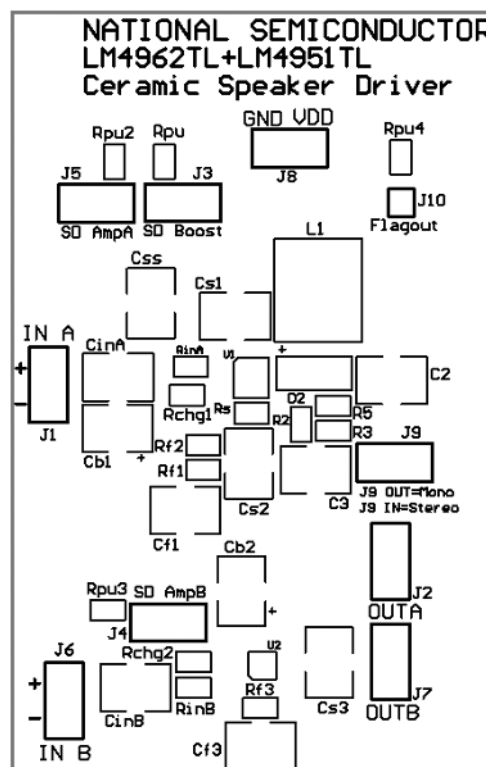 NATIONAL SEMICONDUCTOR
LM4962TL+LM4951TL
Ceramic Speaker Driver
GND VDD
Rpu2 Rpu Rpu4
J5 J3 J8 J10
SD AmpA SD Boost Flagout
L1
Css Cs1
IN A CinA RinA U1 +
+ C2
Rchg1 Rs D2
- R2 R5
J1 Cb1 + Rf2 R3 J9
Rf1 J9 OUT=Mono
Cs2 C3 J9 IN=Stereo
Cf1
Cb2
Rpu3 SD AmpB J2
+ OUTA
J4
J6 Rchg2 U2
+ Rf3 J7
- CinB RinB Cs3 OUTB
IN B Cf3